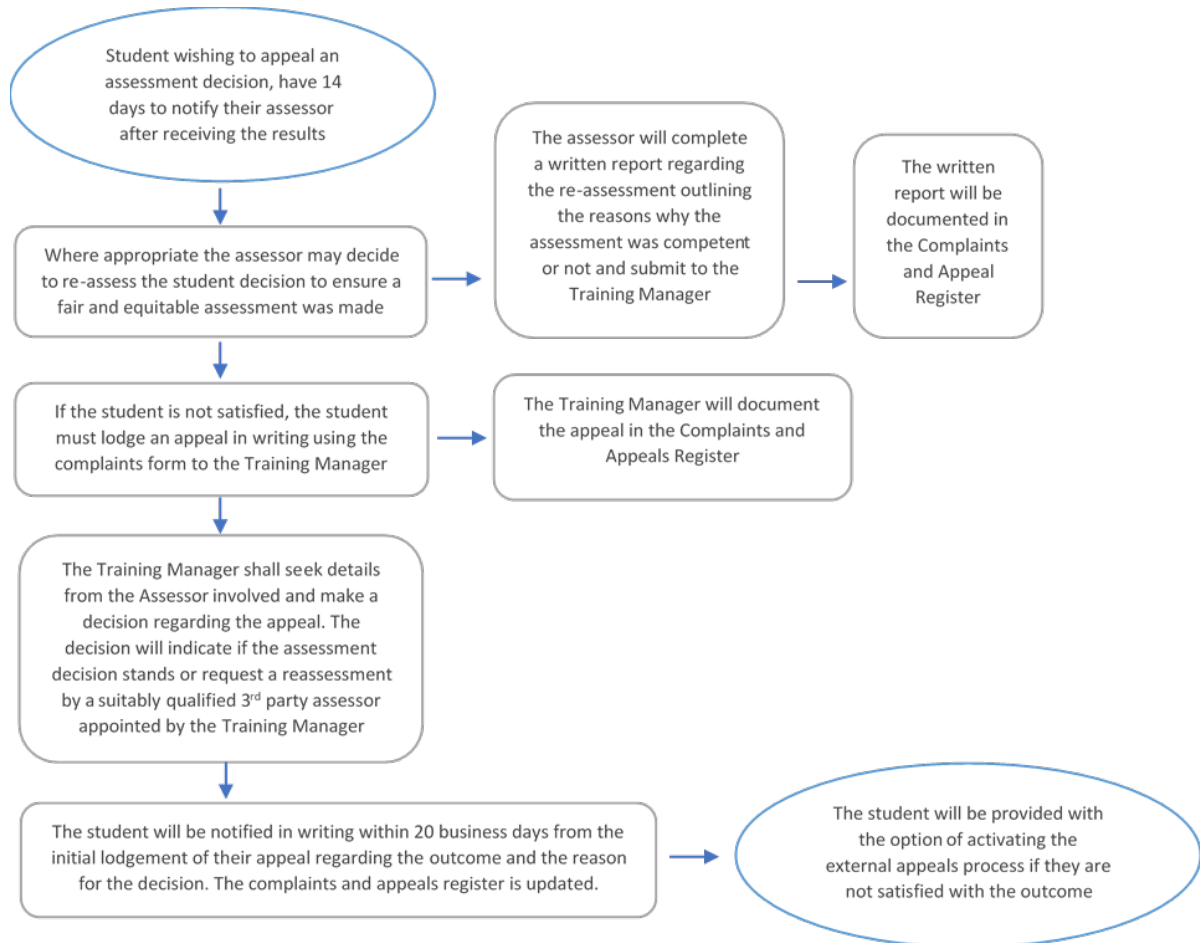 Student wishing to appeal an
assessment decision, have 14
days to notify their assessor
after receiving the results
Where appropriate the assessor may decide
to re-assess the student decision to ensure a
fair and equitable assessment was made
The assessor will complete
a written report regarding
the re-assessment outlining
the reasons why the
assessment was competent
or not and submit to the
Training Manager
The written
report will be
documented in
the Complaints
and Appeal
Register
If the student is not satisfied, the student
must lodge an appeal in writing using the
complaints form to the Training Manager
The Training Manager will document
the appeal in the Complaints and
Appeals Register
The Training Manager shall seek details
from the Assessor involved and make a
decision regarding the appeal. The
decision will indicate if the assessment
decision stands or request a reassessment
by a suitably qualified 3rd party assessor
appointed by the Training Manager
The student will be notified in writing within 20 business days from the
initial lodgement of their appeal regarding the outcome and the reason
for the decision. The complaints and appeals register is updated.
The student will be provided with
the option of activating the
external appeals process if they are
not satisfied with the outcome